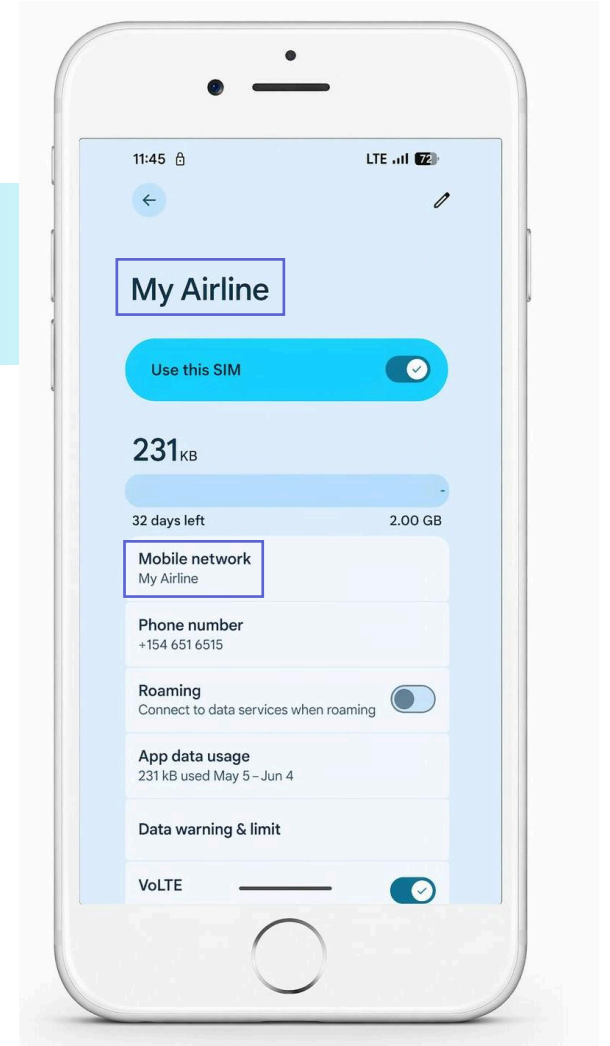 11:45 LTE 72
My Airline
Use this SIM
231 KB
32 days left 2.00 GB
Mobile network
My Airline
Phone number
+154 651 6515
Roaming
Connect to data services when roaming
App data usage
231 kB used May 5 – Jun 4
Data warning & limit
VoLTE